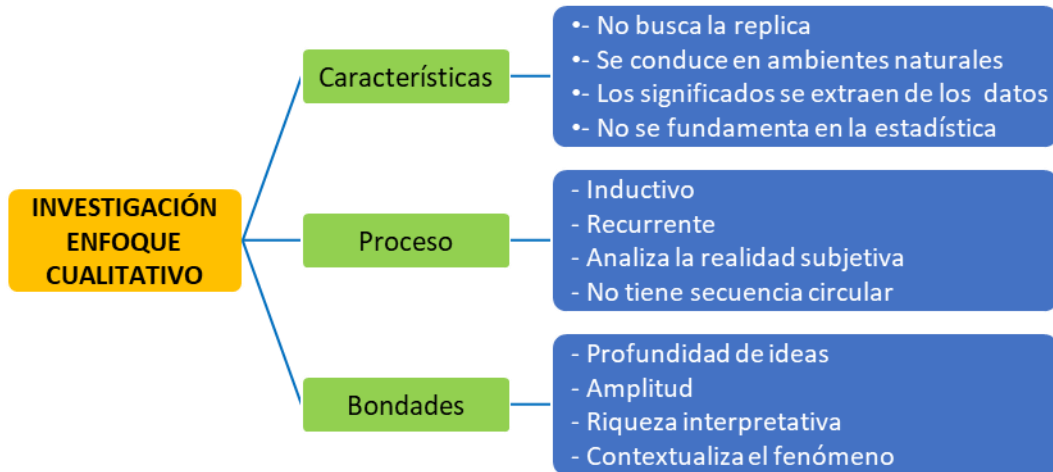 INVESTIGACIÓN
ENFOQUE
CUALITATIVO
Características
•- No busca la replica
•- Se conduce en ambientes naturales
•- Los significados se extraen de los datos
•- No se fundamenta en la estadística
Proceso
- Inductivo
- Recurrente
- Analiza la realidad subjetiva
- No tiene secuencia circular
Bondades
- Profundidad de ideas
- Amplitud
- Riqueza interpretativa
- Contextualiza el fenómeno